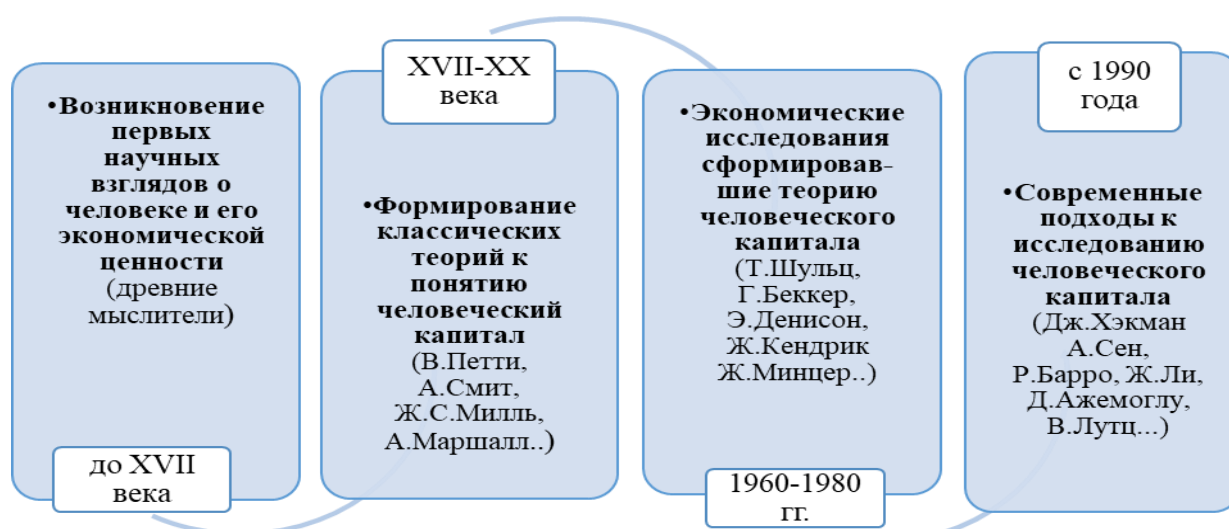 •Возникновение
первых
научных
взглядов о
человеке и его
экономической
ценности
(древние
мыслители)
до XVII
века
XVII-XX
века
•Формирование
классических
теорий к
понятию
человеческий
капитал
(В.Петти,
А.Смит,
Ж.С.Милль,
А.Маршалл..)
•Экономические
исследования
сформировав-
шие теорию
человеческого
капитала
(Т.Шульц,
Г.Беккер,
Э.Денисон,
Ж.Кендрик
Ж.Минцер..)
1960-1980
гг.
с 1990
года
•Современные
подходы к
исследованию
человеческого
капитала
(Дж.Хэкман
А.Сен,
Р.Барро, Ж.Ли,
Д.Ажемоглу,
В.Лутц...)